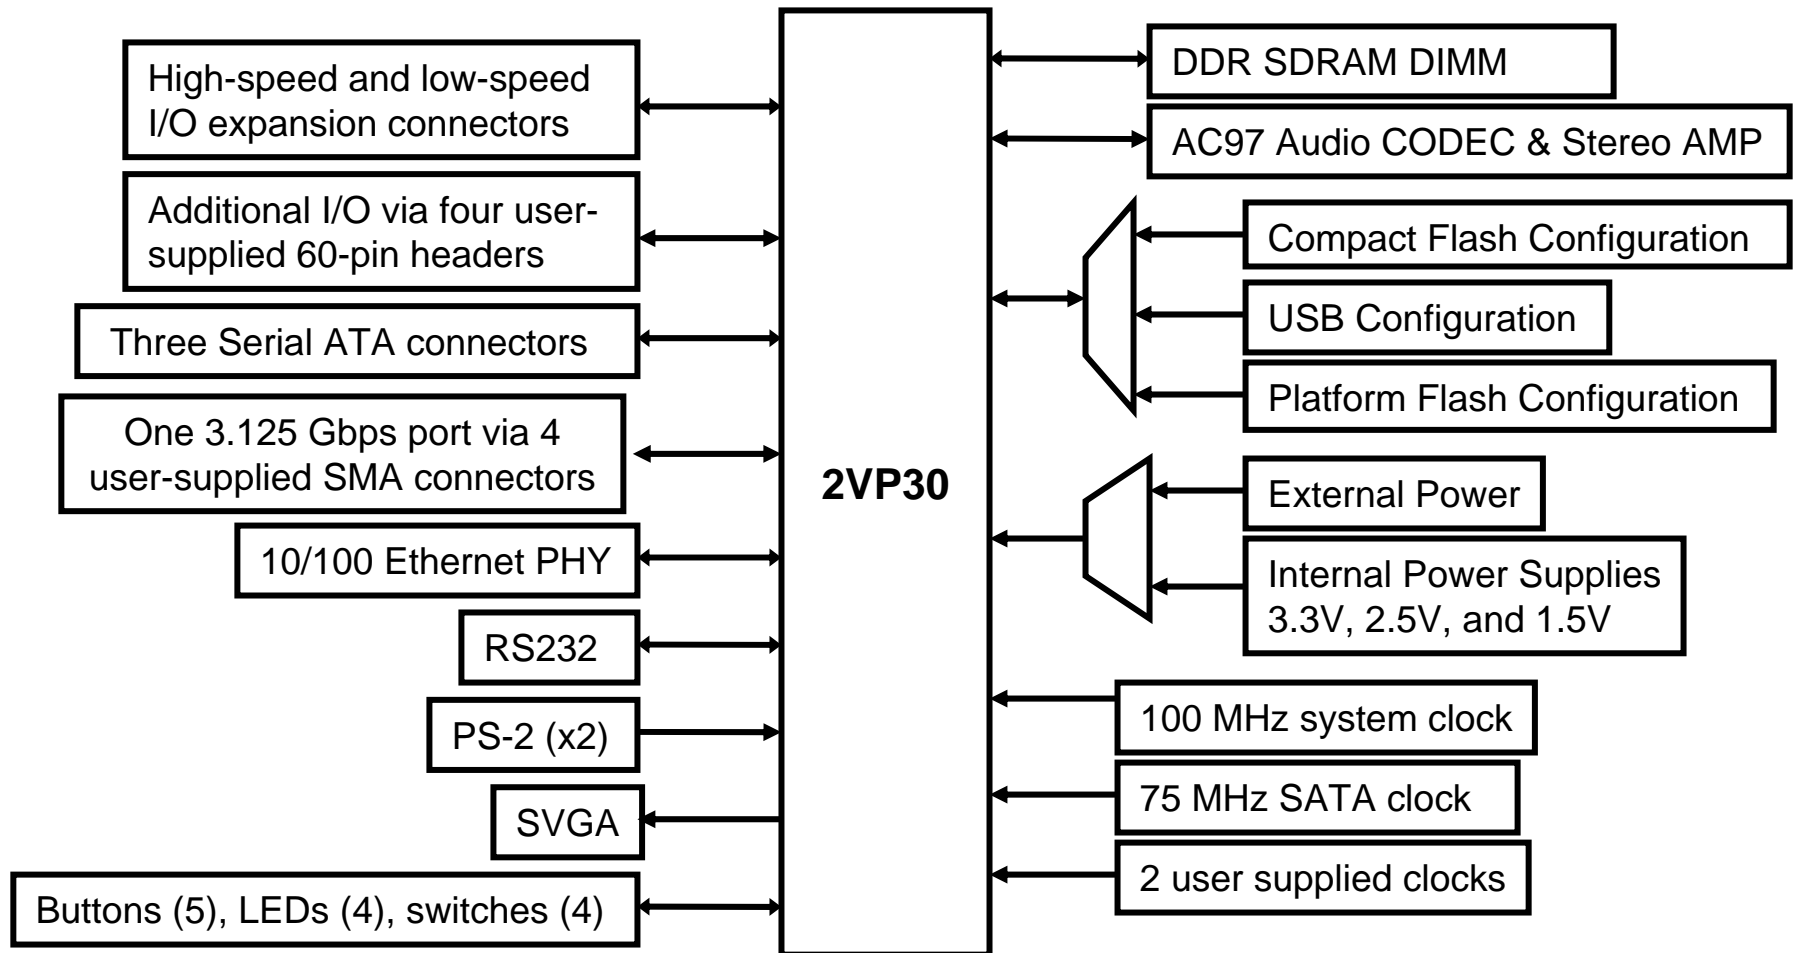 High-speed and low-speed
I/O expansion connectors
Additional I/O via four user-
supplied 60-pin headers
Three Serial ATA connectors
One 3.125 Gbps port via 4
user-supplied SMA connectors
10/100 Ethernet PHY
RS232
PS-2 (x2)
SVGA
Buttons (5), LEDs (4), switches (4)
2VP30
DDR SDRAM DIMM
AC97 Audio CODEC & Stereo AMP
Compact Flash Configuration
USB Configuration
Platform Flash Configuration
External Power
Internal Power Supplies
3.3V, 2.5V, and 1.5V
100 MHz system clock
75 MHz SATA clock
2 user supplied clocks